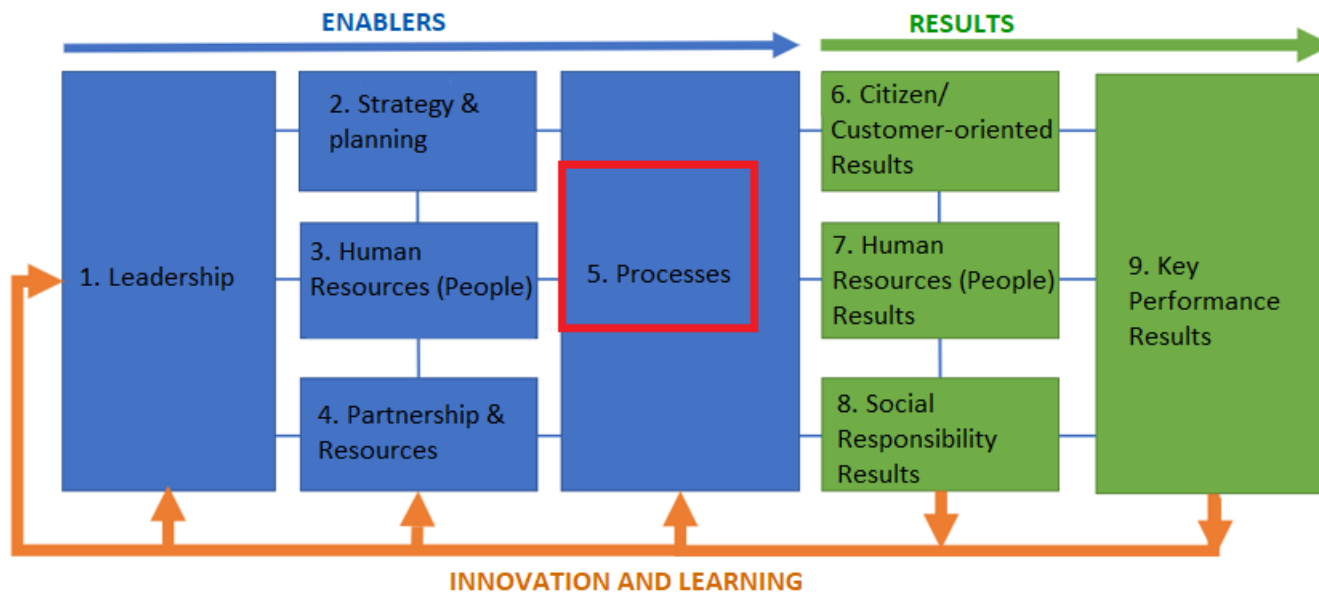 ENABLERS
RESULTS
1. Leadership
2. Strategy &
planning
3. Human
Resources (People)
4. Partnership &
Resources
5. Processes
6. Citizen/
Customer-oriented
Results
7. Human
Resources (People)
Results
8. Social
Responsibility
Results
9. Key
Performance
Results
INNOVATION AND LEARNING